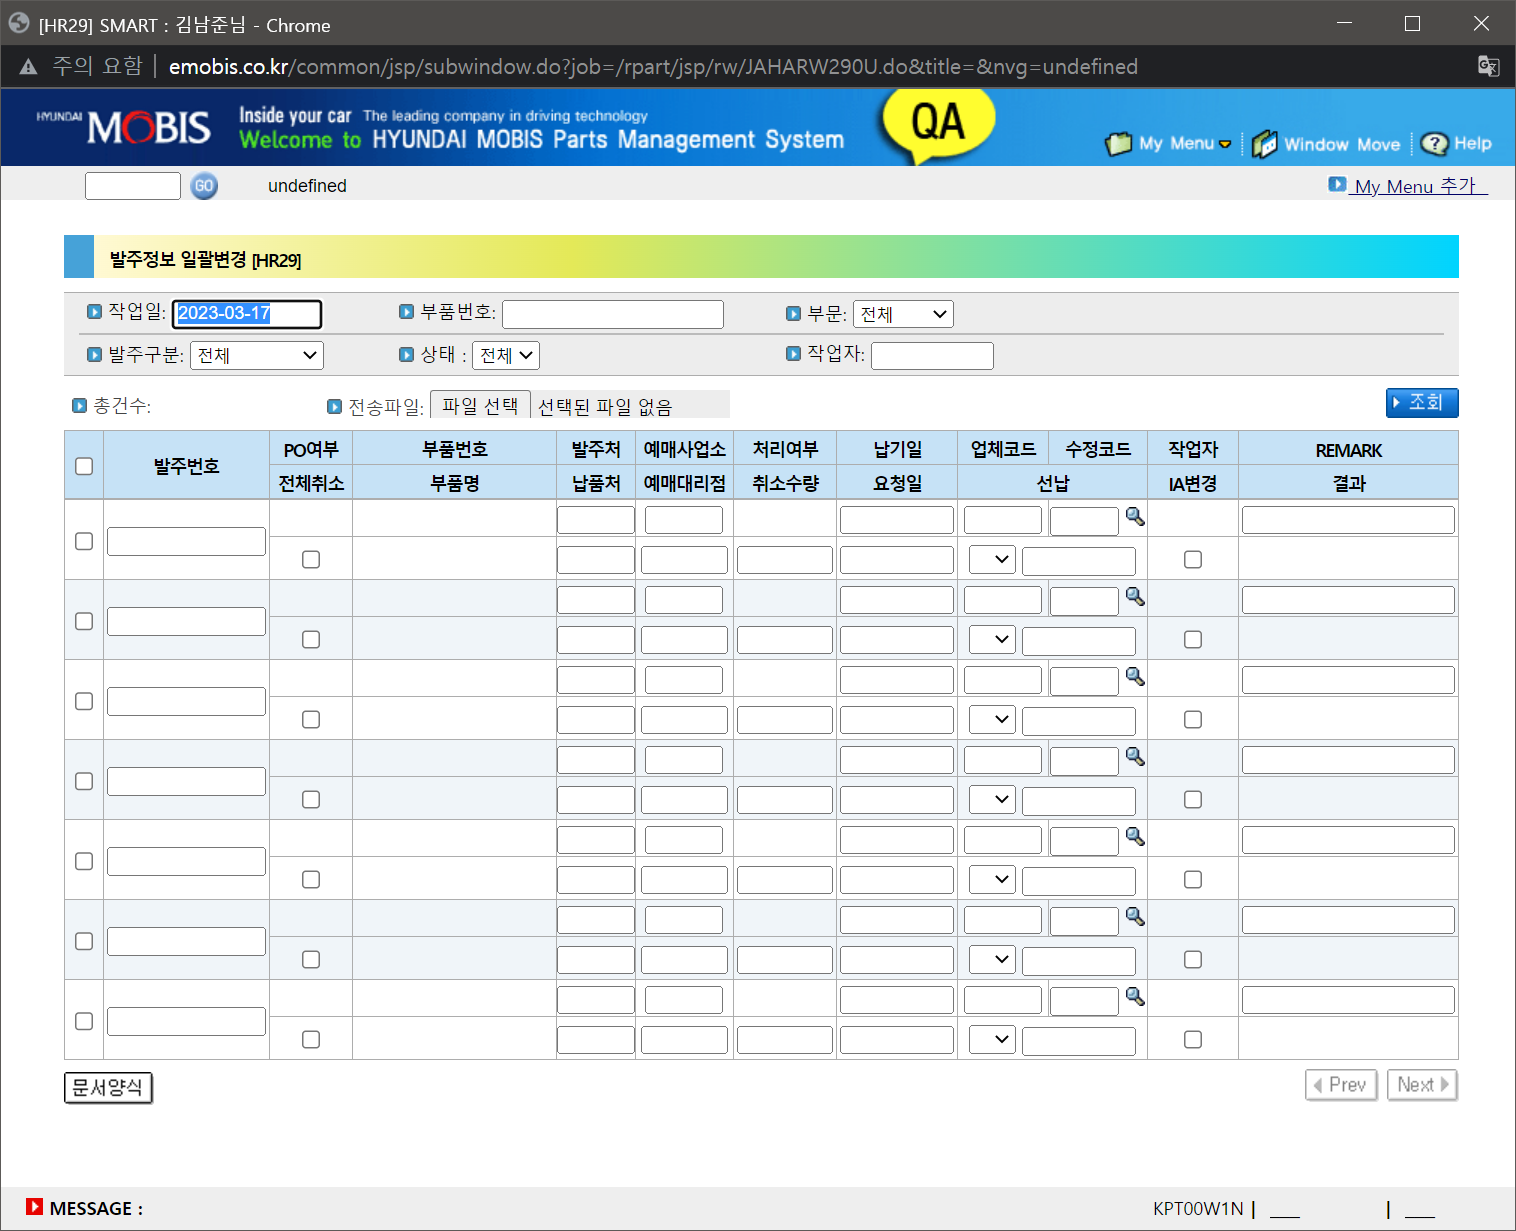 [HR29] SMART : 김남준님 - Chrome
주의 요함 | emobis.co.kr/common/jsp/subwindow.do?job=/rpart/jsp/rw/JAHARW290U.do&title=&nvg=undefined
HYUNDAI MOBIS Inside your car The leading company in driving technology
Welcome to HYUNDAI MOBIS Parts Management System
QA
My Menu Window Move Help
GO undefined My Menu 추가
발주정보 일괄변경 [HR29]
작업일: 2023-03-17 부품번호: 부문: 전체
발주구분: 전체 상태 : 전체 작업자:
총건수: 전송파일: 파일 선택 선택된 파일 없음 조회
발주번호 PO여부 부품번호 발주처 예매사업소 처리여부 납기일 업체코드 수정코드 작업자 REMARK
전체취소 부품명 납품처 예매대리점 취소수량 요청일 선납 IA변경 결과
문서양식 Prev Next
MESSAGE : KPT00W1N | |